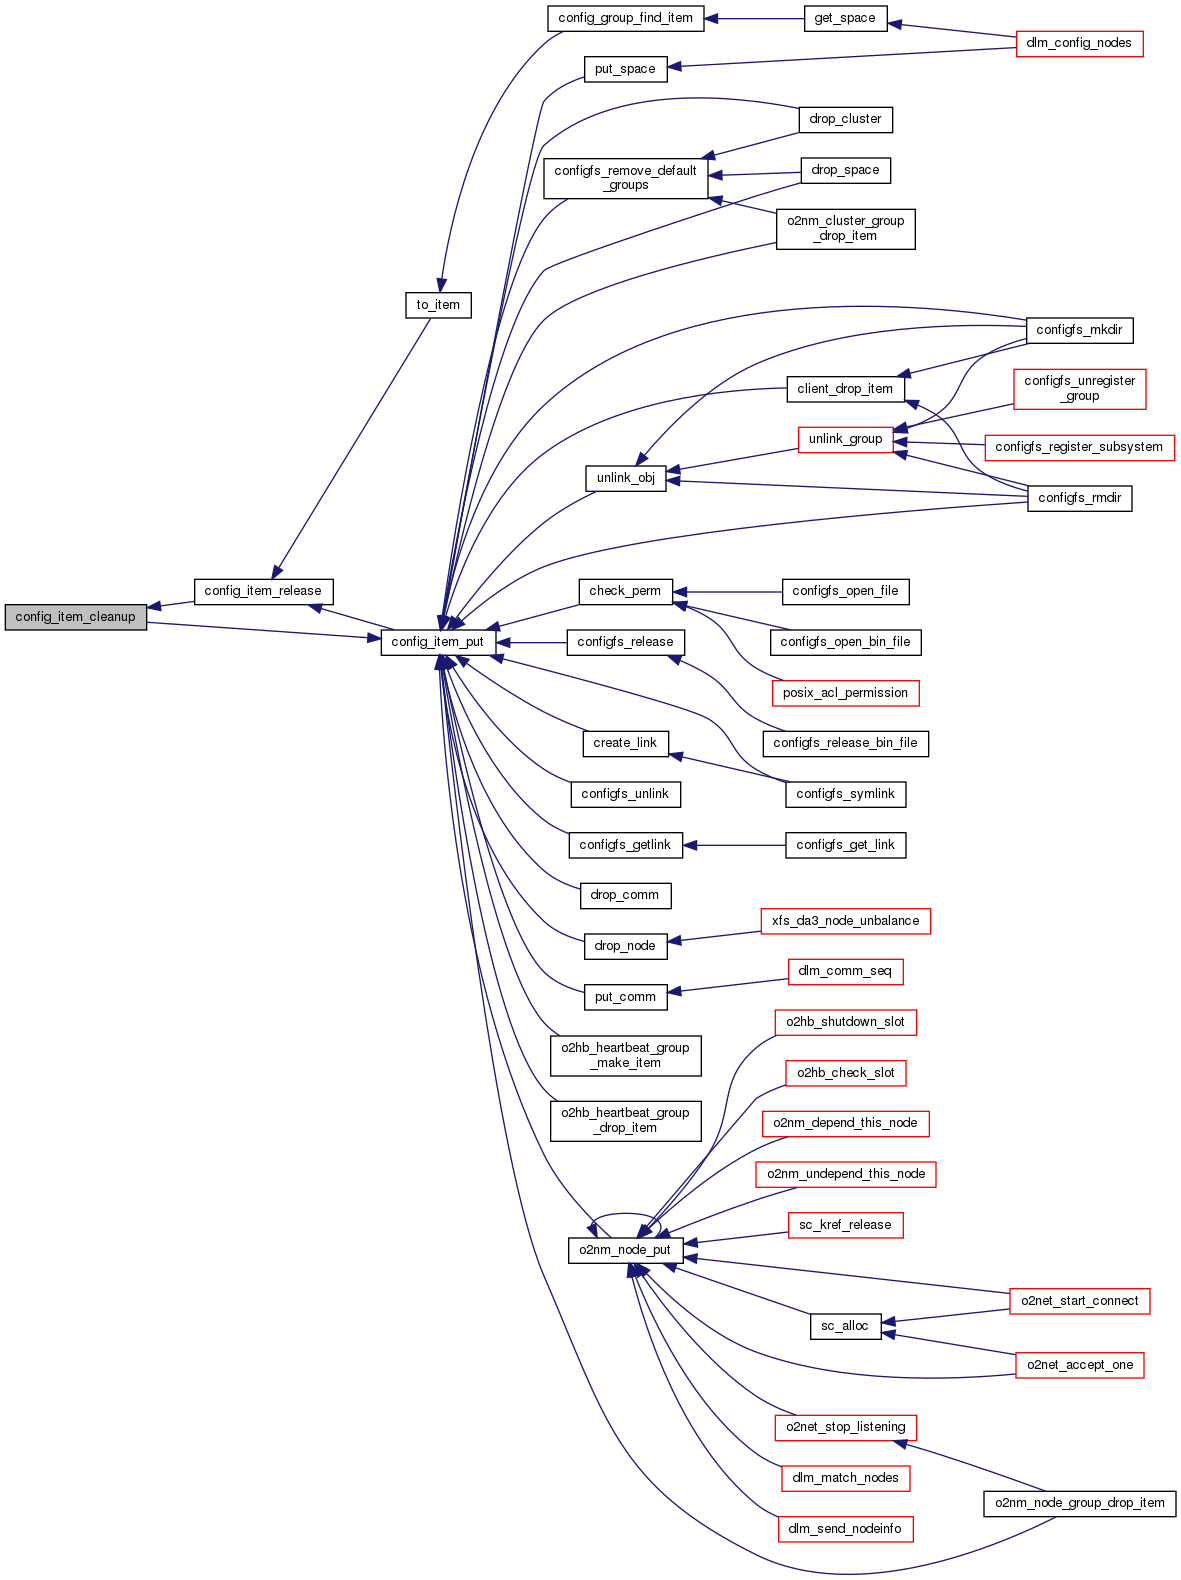 config_group_find_item
get_space
dlm_config_nodes
put_space
drop_cluster
configfs_remove_default
_groups
drop_space
o2nm_cluster_group
_drop_item
to_item
configfs_mkdir
client_drop_item
configfs_unregister
_group
unlink_group
configfs_register_subsystem
unlink_obj
configfs_rmdir
config_item_release
check_perm
configfs_open_file
config_item_cleanup
config_item_put
configfs_release
configfs_open_bin_file
posix_acl_permission
create_link
configfs_release_bin_file
configfs_unlink
configfs_symlink
configfs_getlink
configfs_get_link
drop_comm
xfs_da3_node_unbalance
drop_node
dlm_comm_seq
put_comm
o2hb_shutdown_slot
o2hb_heartbeat_group
_make_item
o2hb_check_slot
o2hb_heartbeat_group
_drop_item
o2nm_depend_this_node
o2nm_undepend_this_node
sc_kref_release
o2nm_node_put
o2net_start_connect
sc_alloc
o2net_accept_one
o2net_stop_listening
dlm_match_nodes
o2nm_node_group_drop_item
dlm_send_nodeinfo